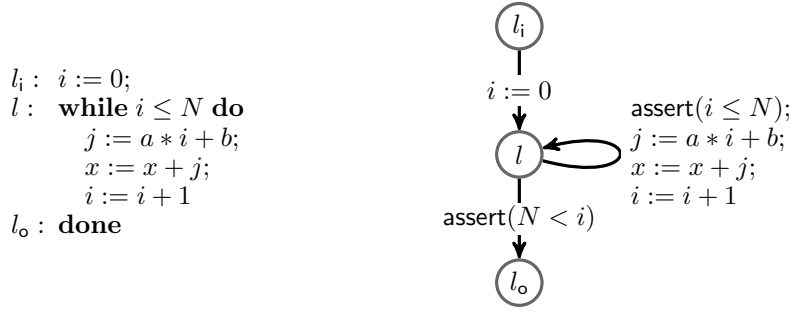 lᵢ : i := 0;
l : while i ≤ N do
j := a ∗ i + b;
x := x + j;
i := i + 1
lₒ : done
lᵢ
i := 0
l
assert(i ≤ N);
j := a ∗ i + b;
x := x + j;
i := i + 1
assert(N < i)
lₒ